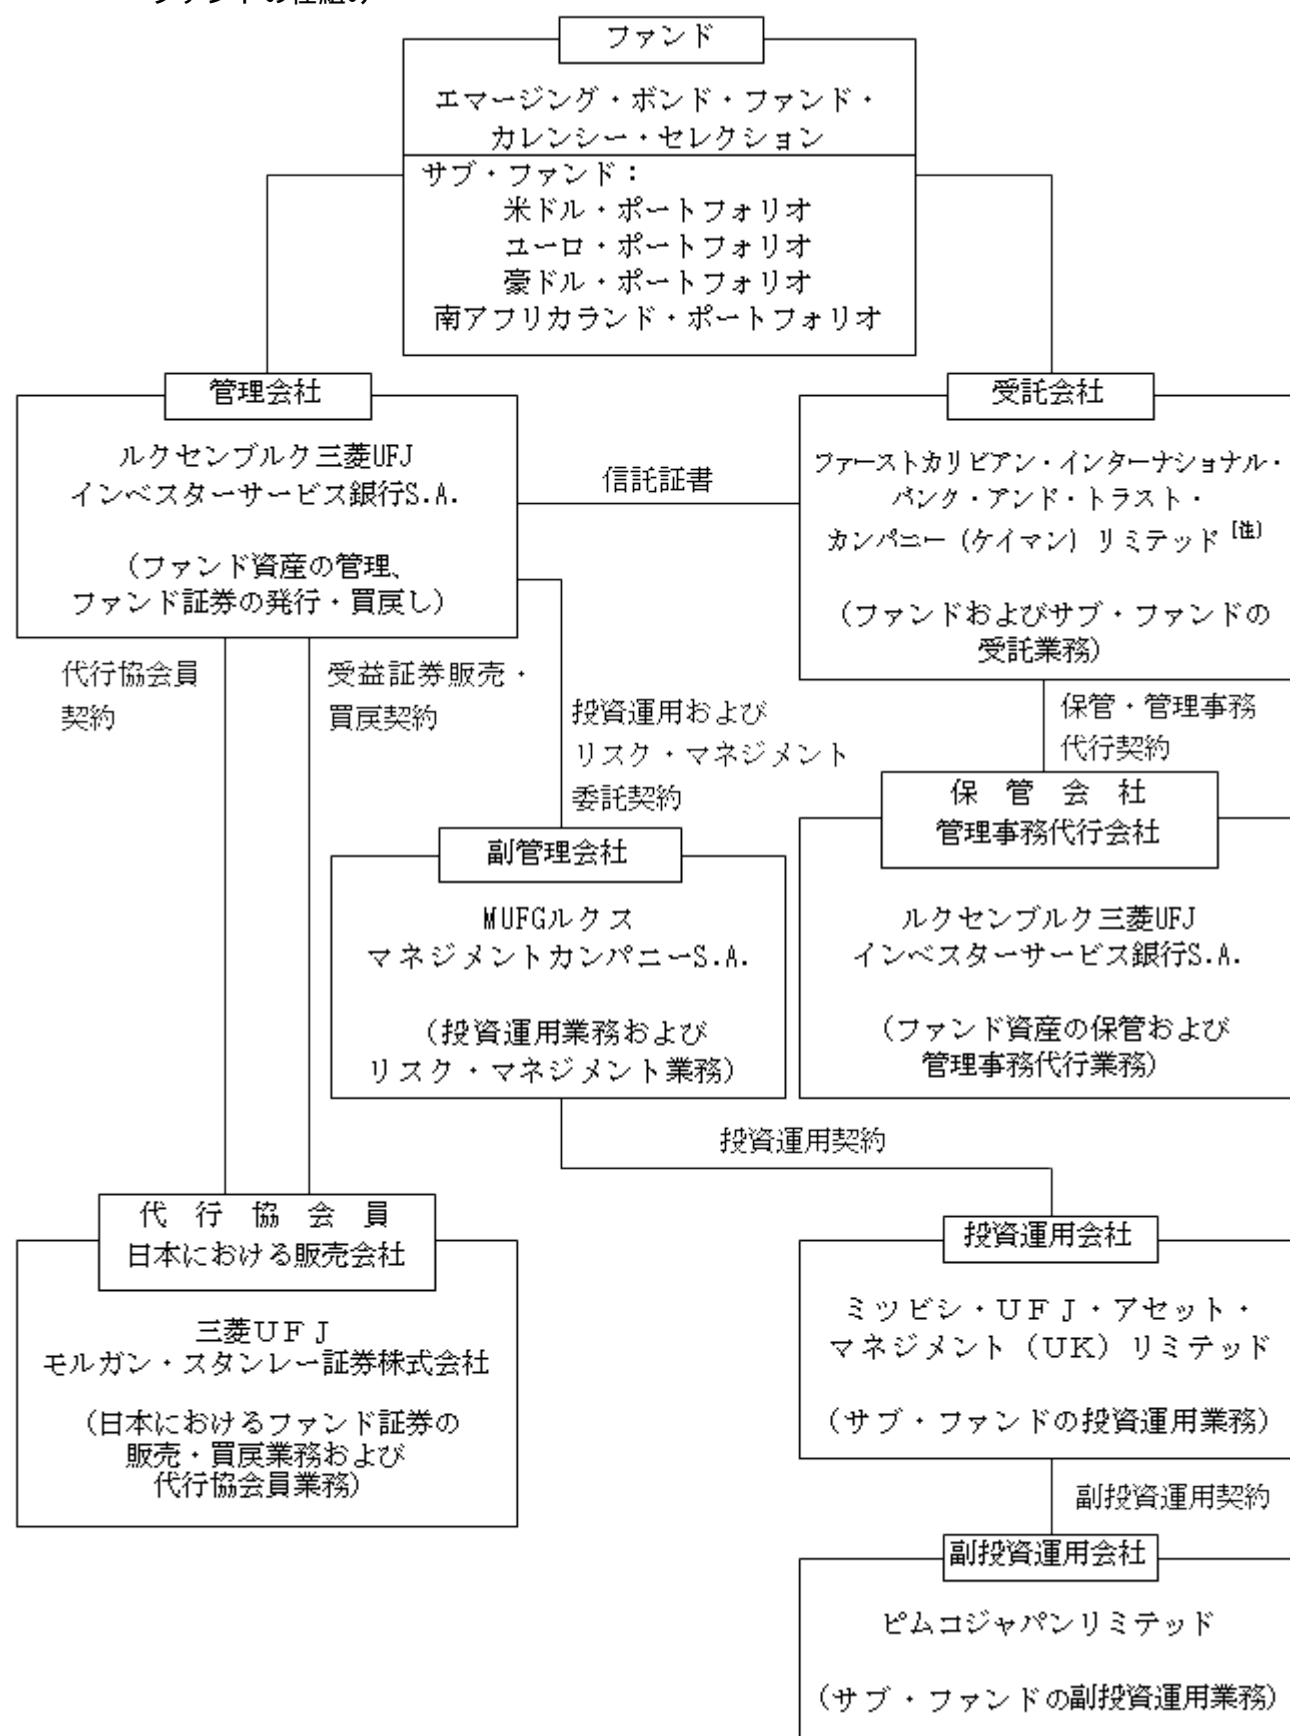 ファンドの仕組み
ファンド
エマージング・ボンド・ファンド・
カレンシー・セレクション
サブ・ファンド：
米ドル・ポートフォリオ
ユーロ・ポートフォリオ
豪ドル・ポートフォリオ
南アフリカランド・ポートフォリオ
管理会社
ルクセンブルク三菱UFJ
インベスターサービス銀行S.A.
（ファンド資産の管理、
ファンド証券の発行・買戻し）
信託証書
受託会社
ファーストカリビアン・インターナショナル・
バンク・アンド・トラスト・
カンパニー（ケイマン）リミテッド［注］
（ファンドおよびサブ・ファンドの
受託業務）
代行協会員
契約
受益証券販売・
買戻契約
投資運用および
リスク・マネジメント
委託契約
保管・管理事務
代行契約
副管理会社
MUFGルクス
マネジメントカンパニーS.A.
（投資運用業務および
リスク・マネジメント業務）
保管会社
管理事務代行会社
ルクセンブルク三菱UFJ
インベスターサービス銀行S.A.
（ファンド資産の保管および
管理事務代行業務）
投資運用契約
代行協会員
日本における販売会社
三菱ＵＦＪ
モルガン・スタンレー証券株式会社
（日本におけるファンド証券の
販売・買戻業務および
代行協会員業務）
投資運用会社
ミツビシ・ＵＦＪ・アセット・
マネジメント（ＵＫ）リミテッド
（サブ・ファンドの投資運用業務）
副投資運用契約
副投資運用会社
ピムコジャパンリミテッド
（サブ・ファンドの副投資運用業務）